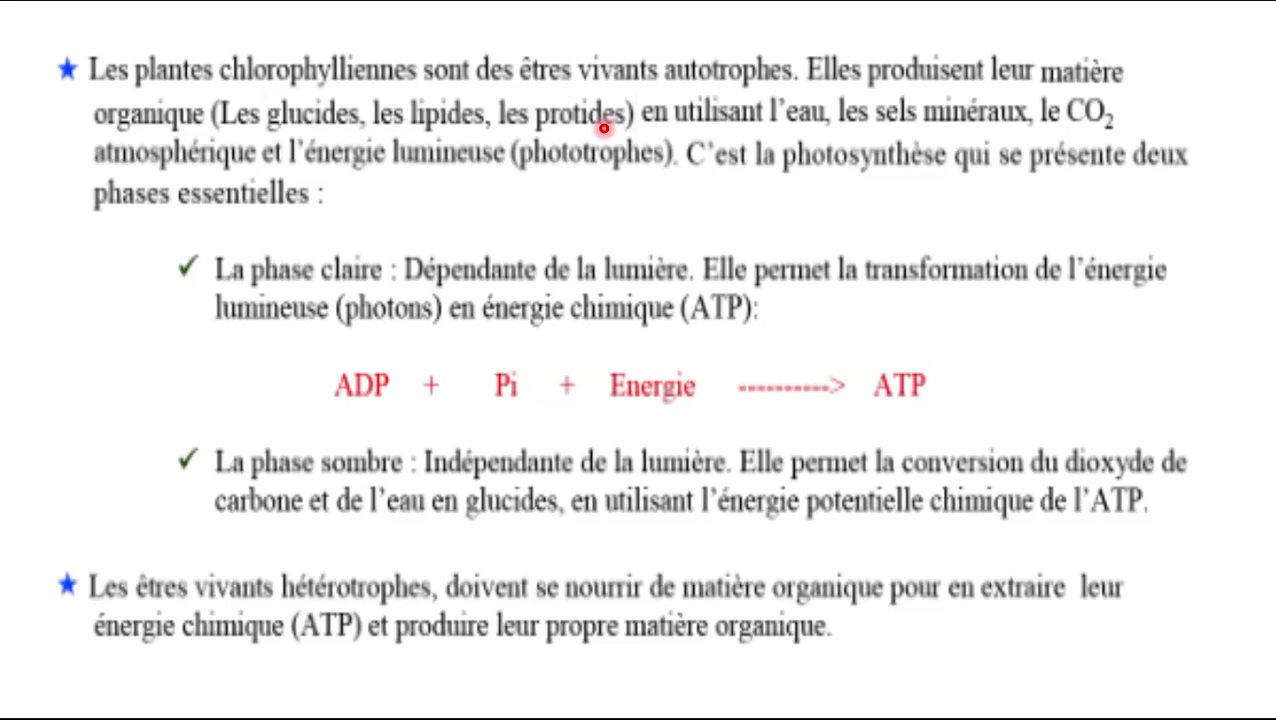 ★ Les plantes chlorophylliennes sont des êtres vivants autotrophes. Elles produisent leur matière
organique (Les glucides, les lipides, les protides) en utilisant l’eau, les sels minéraux, le CO₂
atmosphérique et l’énergie lumineuse (phototrophes). C’est la photosynthèse qui se présente deux
phases essentielles :
✓ La phase claire : Dépendante de la lumière. Elle permet la transformation de l’énergie
lumineuse (photons) en énergie chimique (ATP):
ADP + Pi + Energie ----------> ATP
✓ La phase sombre : Indépendante de la lumière. Elle permet la conversion du dioxyde de
carbone et de l’eau en glucides, en utilisant l’énergie potentielle chimique de l’ATP.
★ Les êtres vivants hétérotrophes, doivent se nourrir de matière organique pour en extraire leur
énergie chimique (ATP) et produire leur propre matière organique.